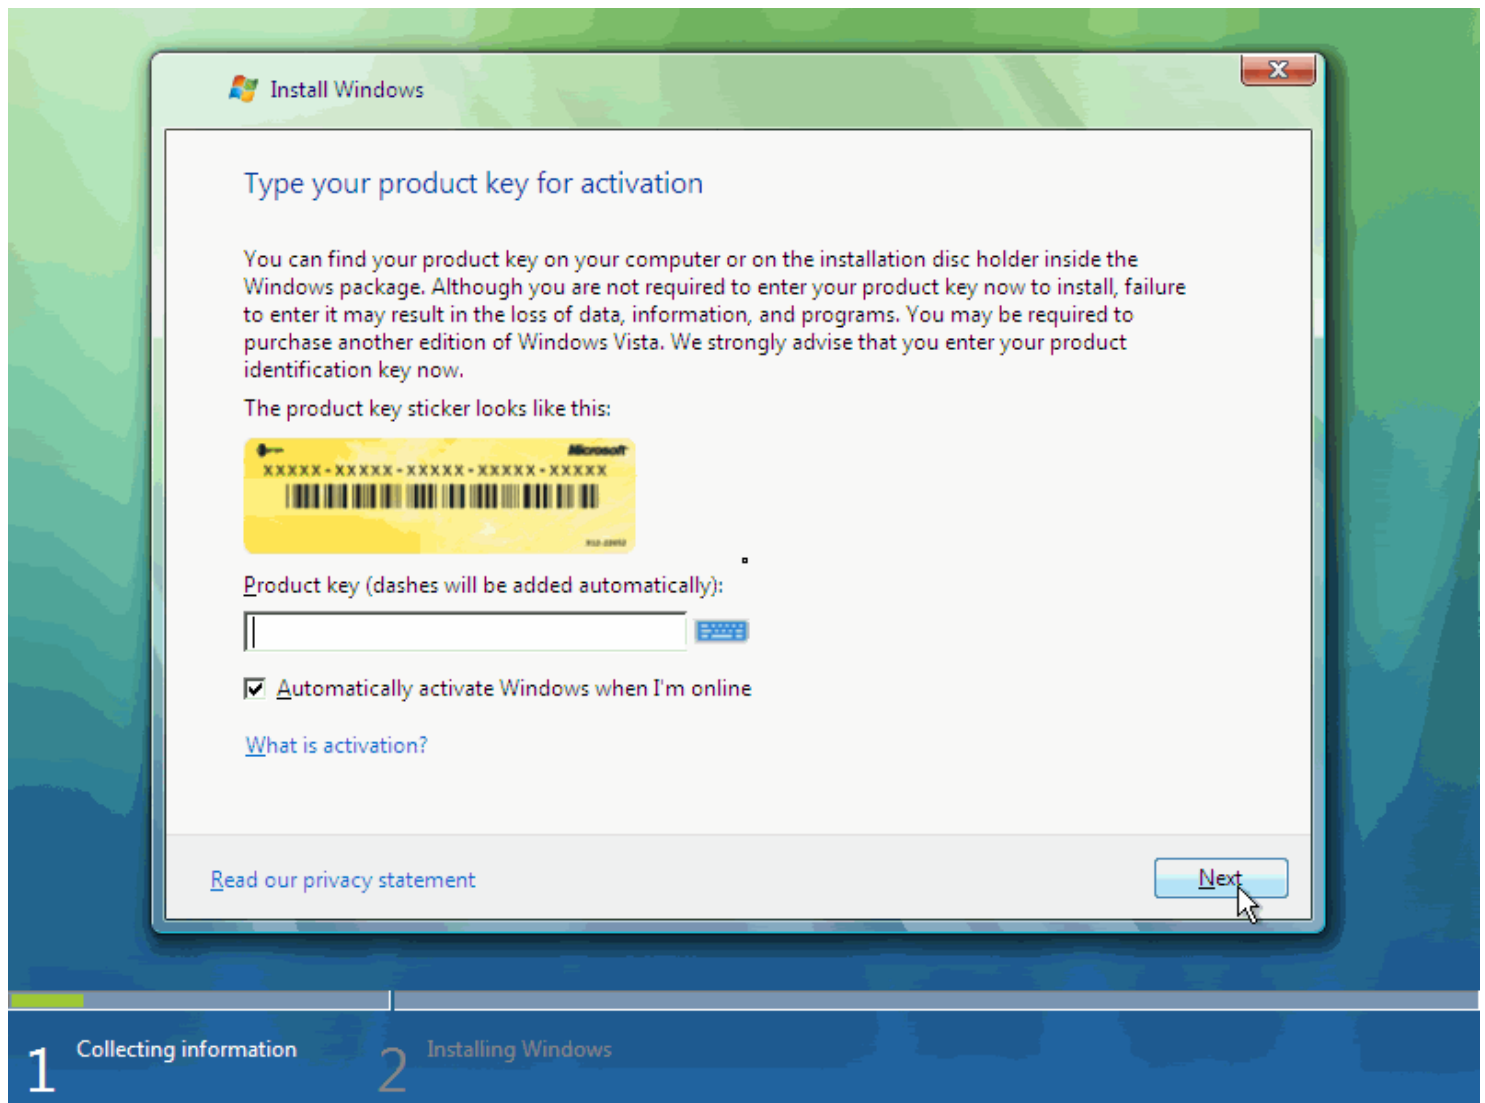 Install Windows
Type your product key for activation
You can find your product key on your computer or on the installation disc holder inside the
Windows package. Although you are not required to enter your product key now to install, failure
to enter it may result in the loss of data, information, and programs. You may be required to
purchase another edition of Windows Vista. We strongly advise that you enter your product
identification key now.
The product key sticker looks like this:
Microsoft
XXXXX-XXXXX-XXXXX-XXXXX-XXXXX
Product key (dashes will be added automatically):
Automatically activate Windows when I'm online
What is activation?
Read our privacy statement
Next
1 Collecting information
2 Installing Windows